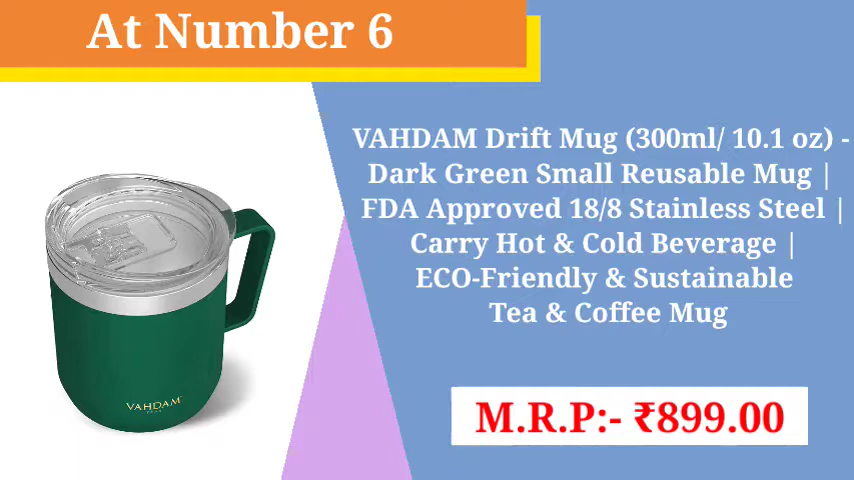 At Number 6
VAHDAM Drift Mug (300ml/ 10.1 oz) -
Dark Green Small Reusable Mug |
FDA Approved 18/8 Stainless Steel |
Carry Hot & Cold Beverage |
ECO-Friendly & Sustainable
Tea & Coffee Mug
VAHDAM
M.R.P:- ₹899.00